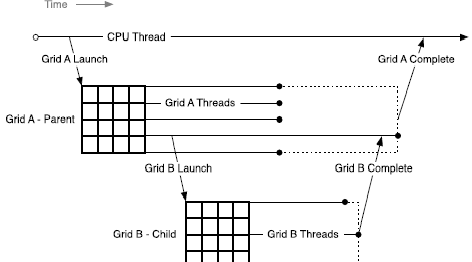 Time
CPU Thread
Grid A Launch
Grid A Complete
Grid A Threads
Grid A - Parent
Grid B Launch
Grid B Complete
Grid B - Child
Grid B Threads